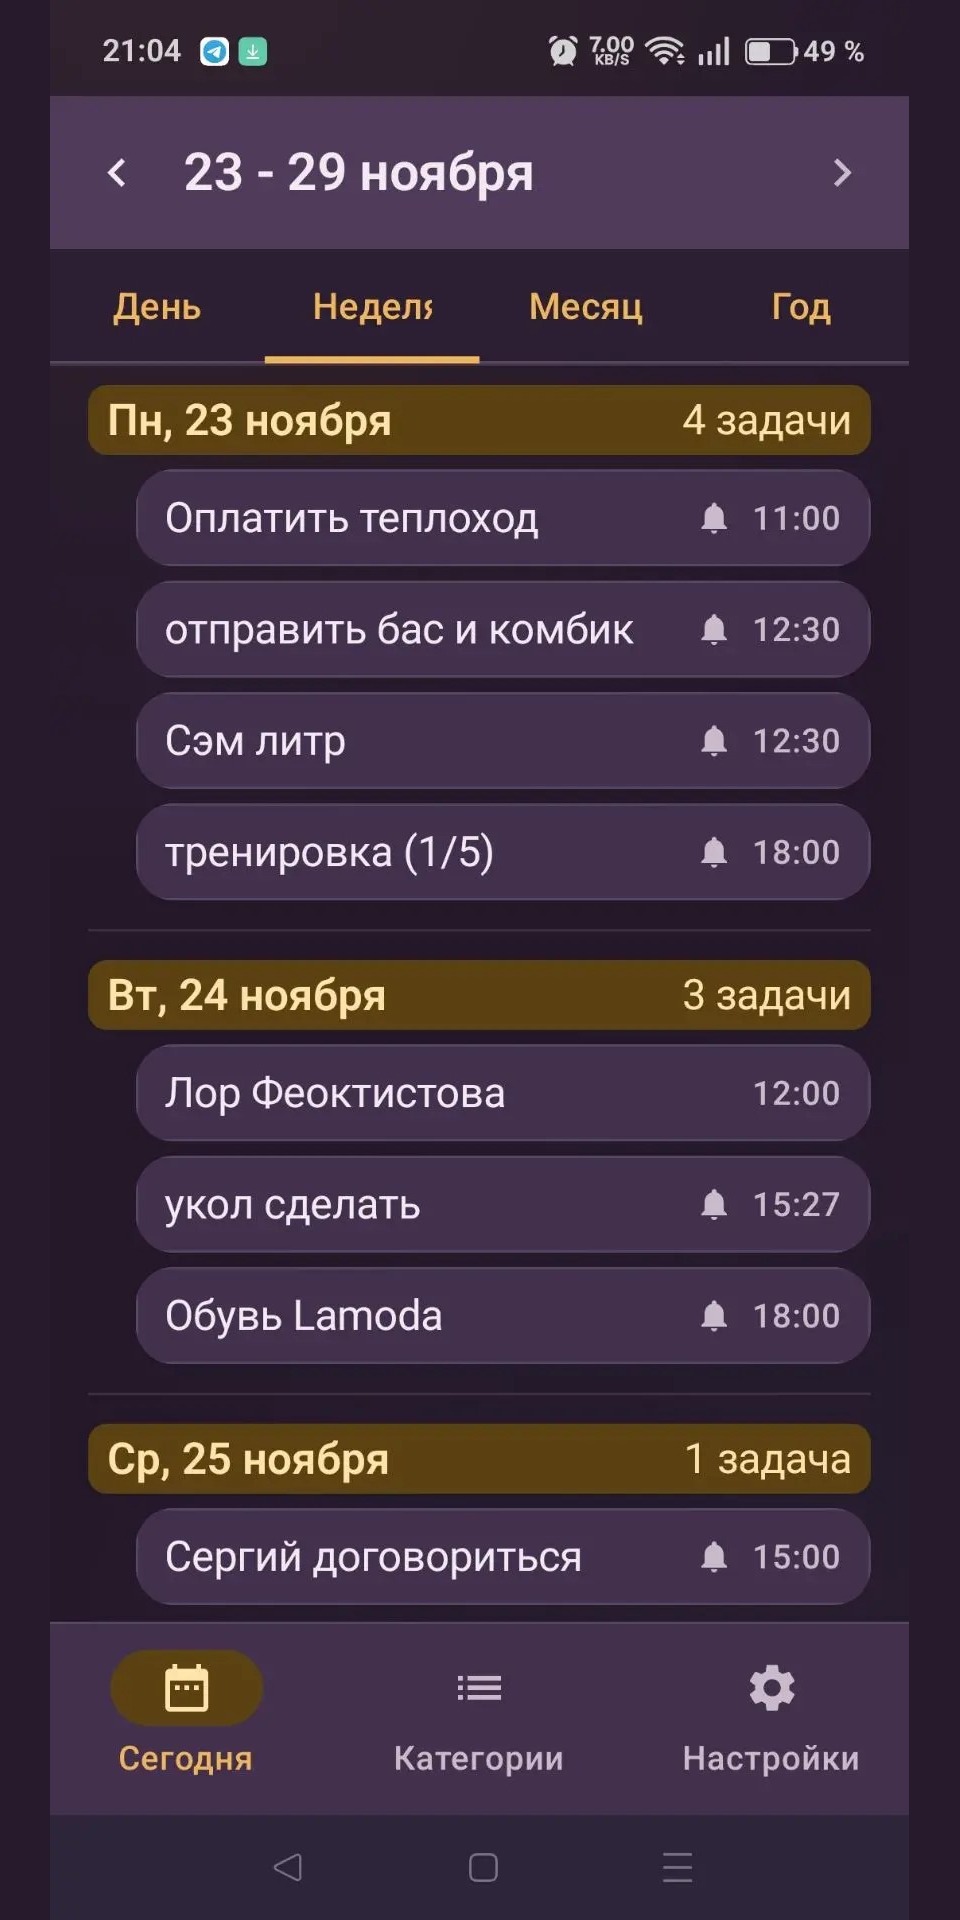 21:04 7.00 KB/S 49 %
23 - 29 ноября
День Неделя Месяц Год
Пн, 23 ноября 4 задачи
Оплатить теплоход 11:00
отправить бас и комбик 12:30
Сэм литр 12:30
тренировка (1/5) 18:00
Вт, 24 ноября 3 задачи
Лор Феоктистова 12:00
укол сделать 15:27
Обувь Lamoda 18:00
Ср, 25 ноября 1 задача
Сергий договориться 15:00
Сегодня Категории Настройки